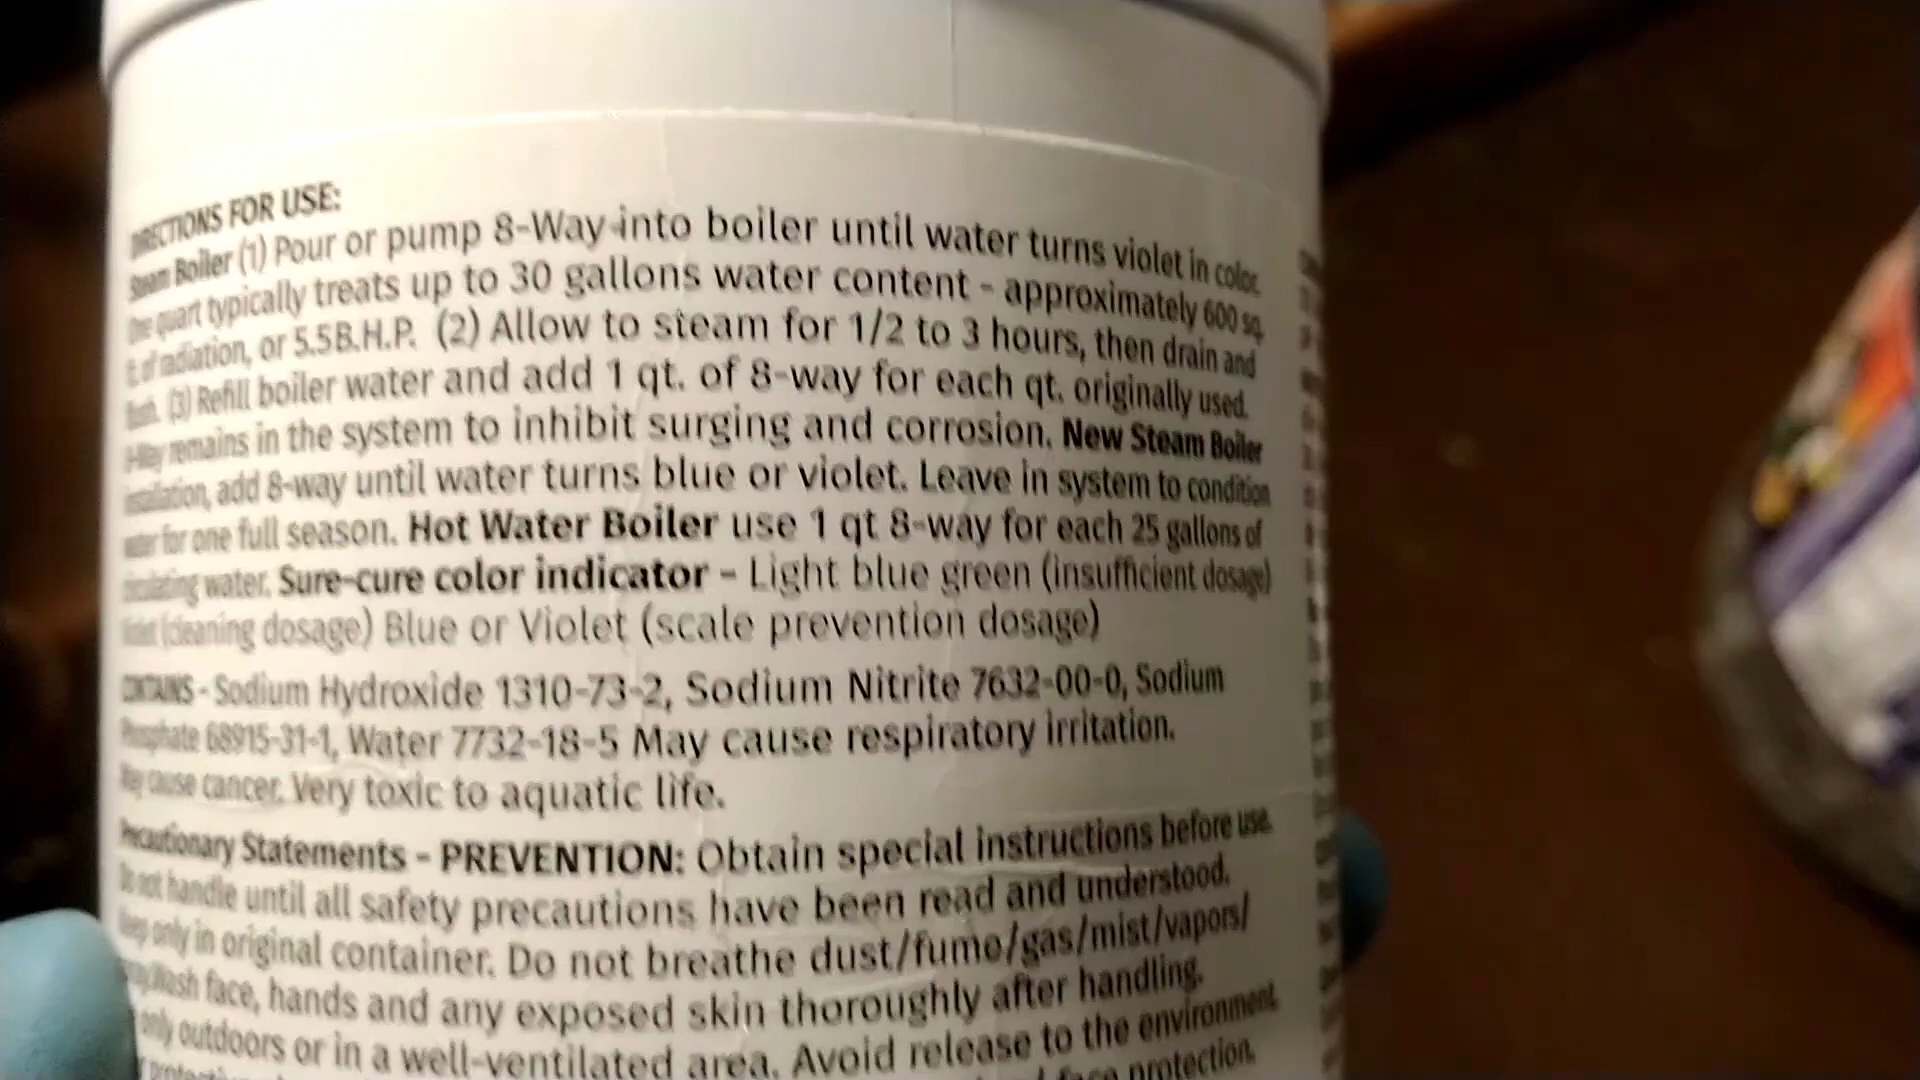 DIRECTIONS FOR USE:
Steam Boiler (1) Pour or pump 8-Way into boiler until water turns violet in color.
One quart typically treats up to 30 gallons water content - approximately 600 sq.
ft. of radiation, or 5.5B.H.P. (2) Allow to steam for 1/2 to 3 hours, then drain and
flush. (3) Refill boiler water and add 1 qt. of 8-way for each qt. originally used.
8-Way remains in the system to inhibit surging and corrosion. New Steam Boiler
installation, add 8-way until water turns blue or violet. Leave in system to condition
water for one full season. Hot Water Boiler use 1 qt 8-way for each 25 gallons of
circulating water. Sure-cure color indicator - Light blue green (insufficient dosage)
Violet (cleaning dosage) Blue or Violet (scale prevention dosage)
CONTAINS - Sodium Hydroxide 1310-73-2, Sodium Nitrite 7632-00-0, Sodium
Phosphate 68915-31-1, Water 7732-18-5 May cause respiratory irritation.
May cause cancer. Very toxic to aquatic life.
Precautionary Statements - PREVENTION: Obtain special instructions before use.
Do not handle until all safety precautions have been read and understood.
Keep only in original container. Do not breathe dust/fume/gas/mist/vapors/
spray. Wash face, hands and any exposed skin thoroughly after handling.
only outdoors or in a well-ventilated area. Avoid release to the environment.
face protection.